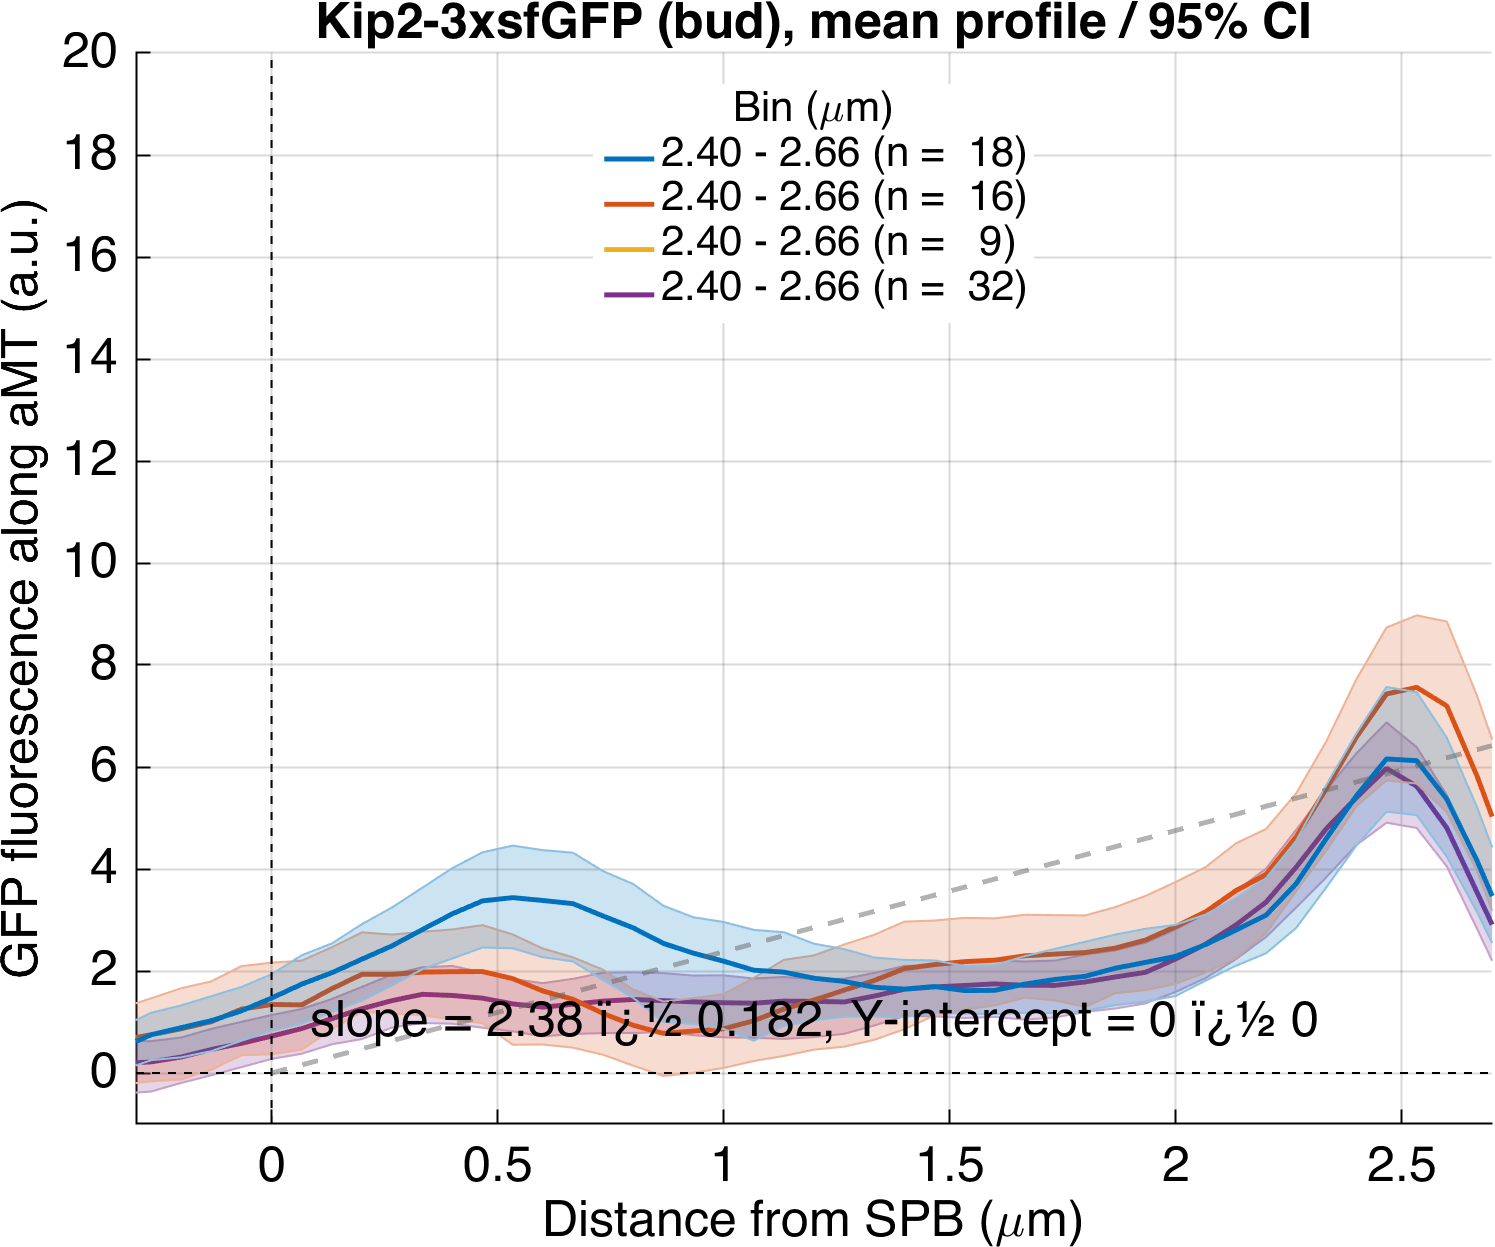 Kip2-3xsfGFP (bud), mean profile / 95% CI
20
18
16
14
12
10
8
6
4
2
0
GFP fluorescence along aMT (a.u.)
Bin (μm)
2.40 - 2.66 (n = 18)
2.40 - 2.66 (n = 16)
2.40 - 2.66 (n = 9)
2.40 - 2.66 (n = 32)
slope = 2.38 ï¿½ 0.182, Y-intercept = 0 ï¿½ 0
0 0.5 1 1.5 2 2.5
Distance from SPB (μm)